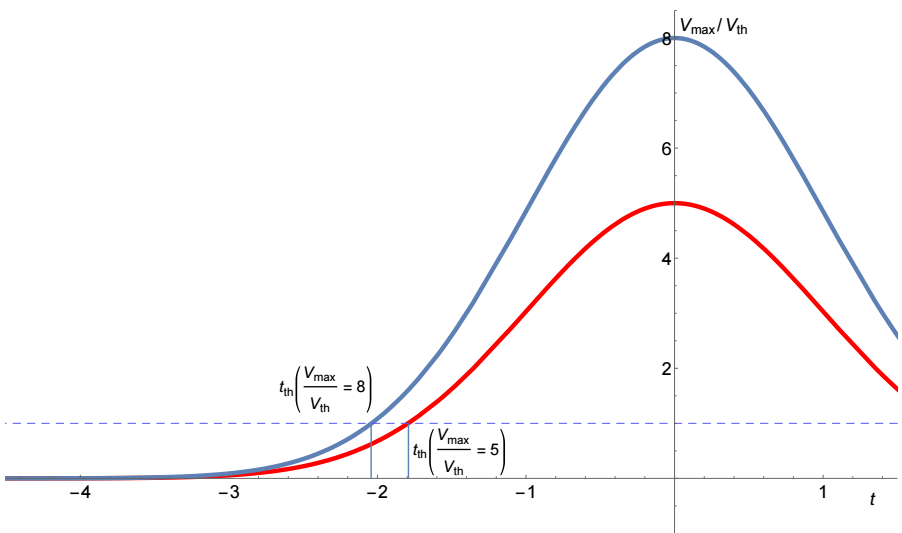 V_max / V_th
8
6
4
2
t_th(V_max/V_th = 8)
t_th(V_max/V_th = 5)
−4 −3 −2 −1 1
t